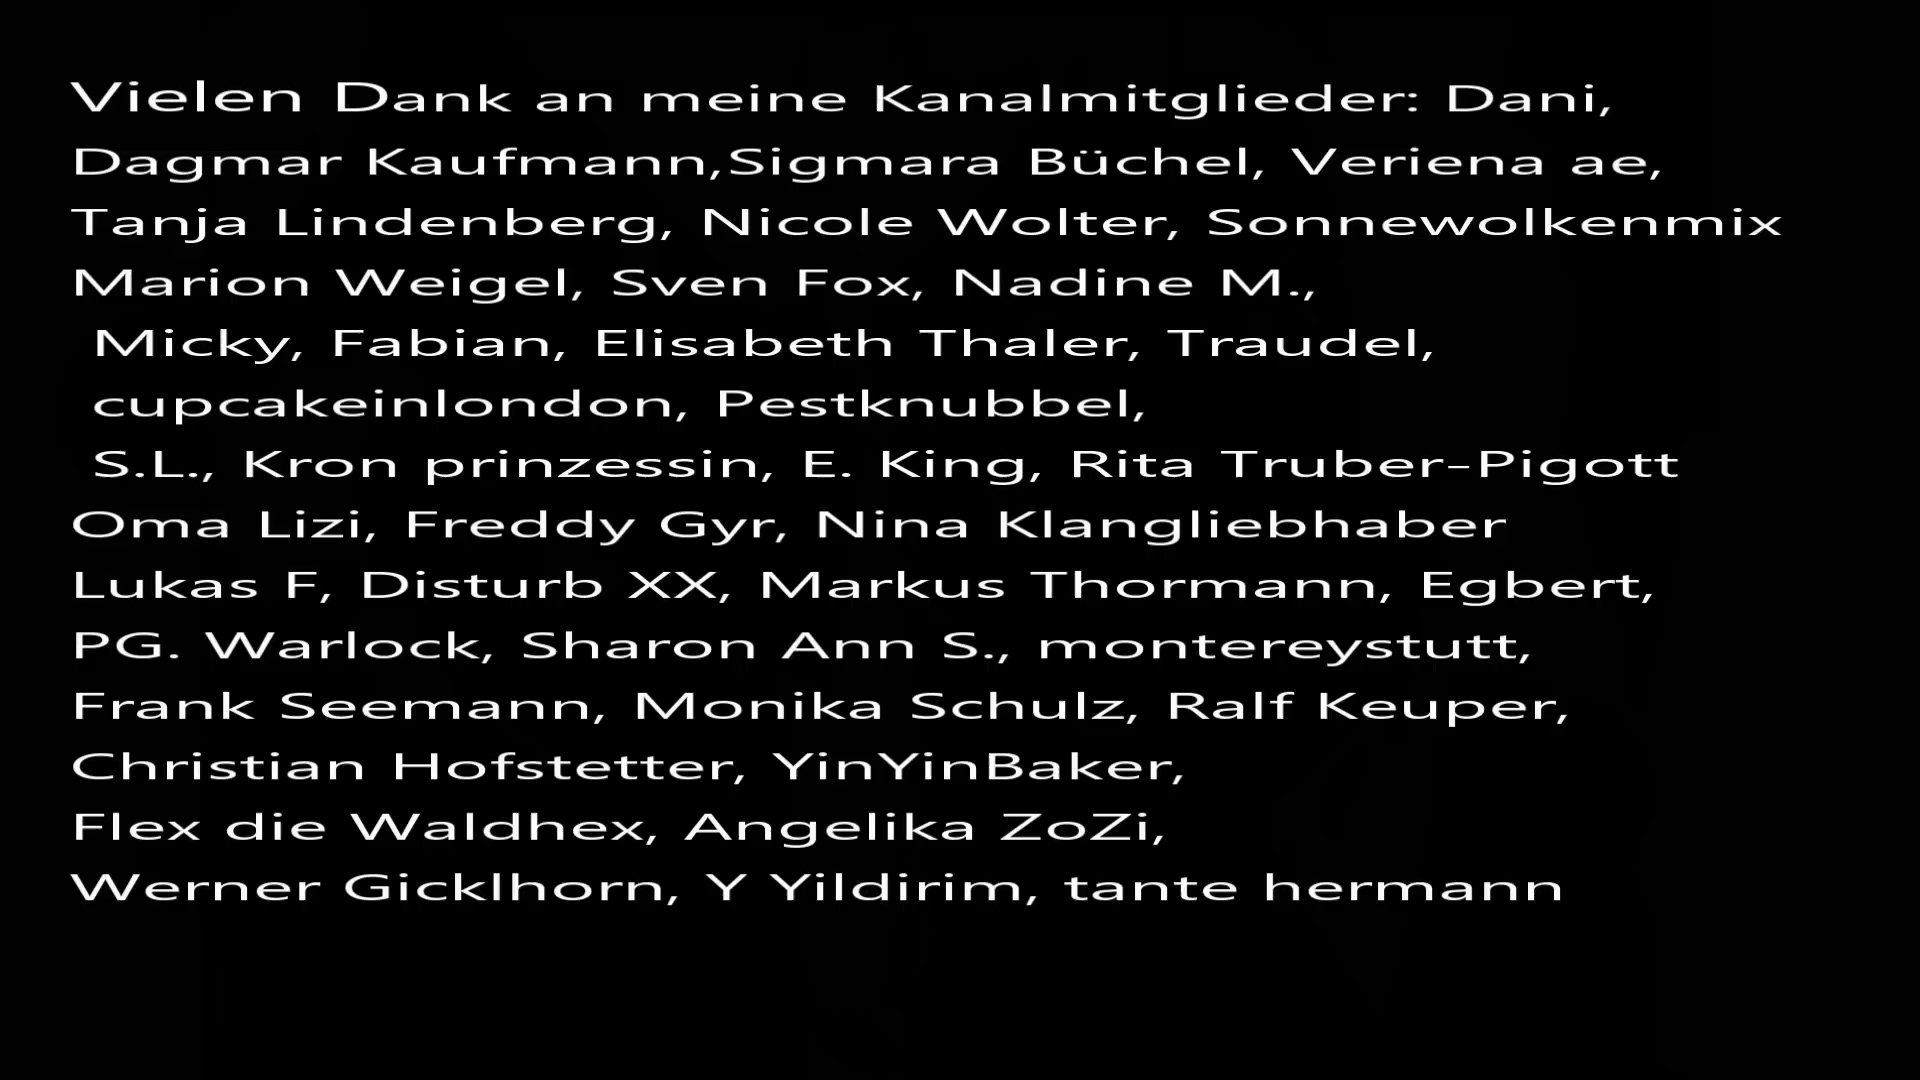 Vielen Dank an meine Kanalmitglieder: Dani,
Dagmar Kaufmann,Sigmara Büchel, Veriena ae,
Tanja Lindenberg, Nicole Wolter, Sonnewolkenmix
Marion Weigel, Sven Fox, Nadine M.,
Micky, Fabian, Elisabeth Thaler, Traudel,
cupcakeinlondon, Pestknubbel,
S.L., Kron prinzessin, E. King, Rita Truber-Pigott
Oma Lizi, Freddy Gyr, Nina Klangliebhaber
Lukas F, Disturb XX, Markus Thormann, Egbert,
PG. Warlock, Sharon Ann S., montereystutt,
Frank Seemann, Monika Schulz, Ralf Keuper,
Christian Hofstetter, YinYinBaker,
Flex die Waldhex, Angelika ZoZi,
Werner Gicklhorn, Y Yildirim, tante hermann